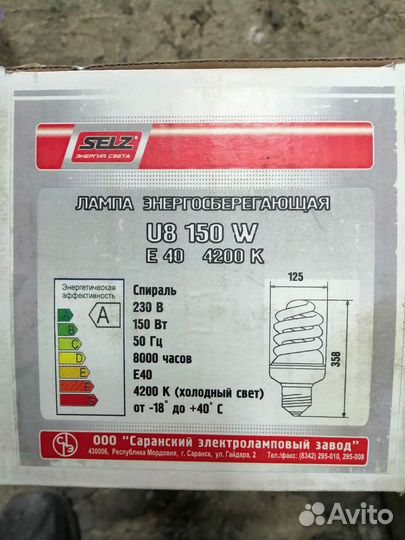 SELZ
ЭНЕРГИЯ СВЕТА
ЛАМПА ЭНЕРГОСБЕРЕГАЮЩАЯ
U8 150 W
E 40 4200 K
Энергетическая
эффективность
A
A
B
C
D
E
F
G
Спираль
230 В
150 Вт
50 Гц
8000 часов
E40
4200 К (холодный свет)
от -18° до +40° С
125
358
ООО "Саранский электроламповый завод"
430006, Республика Мордовия, г. Саранск, ул. Гайдара, 2 Тел./факс: (8342) 295-010, 295-008
Avito